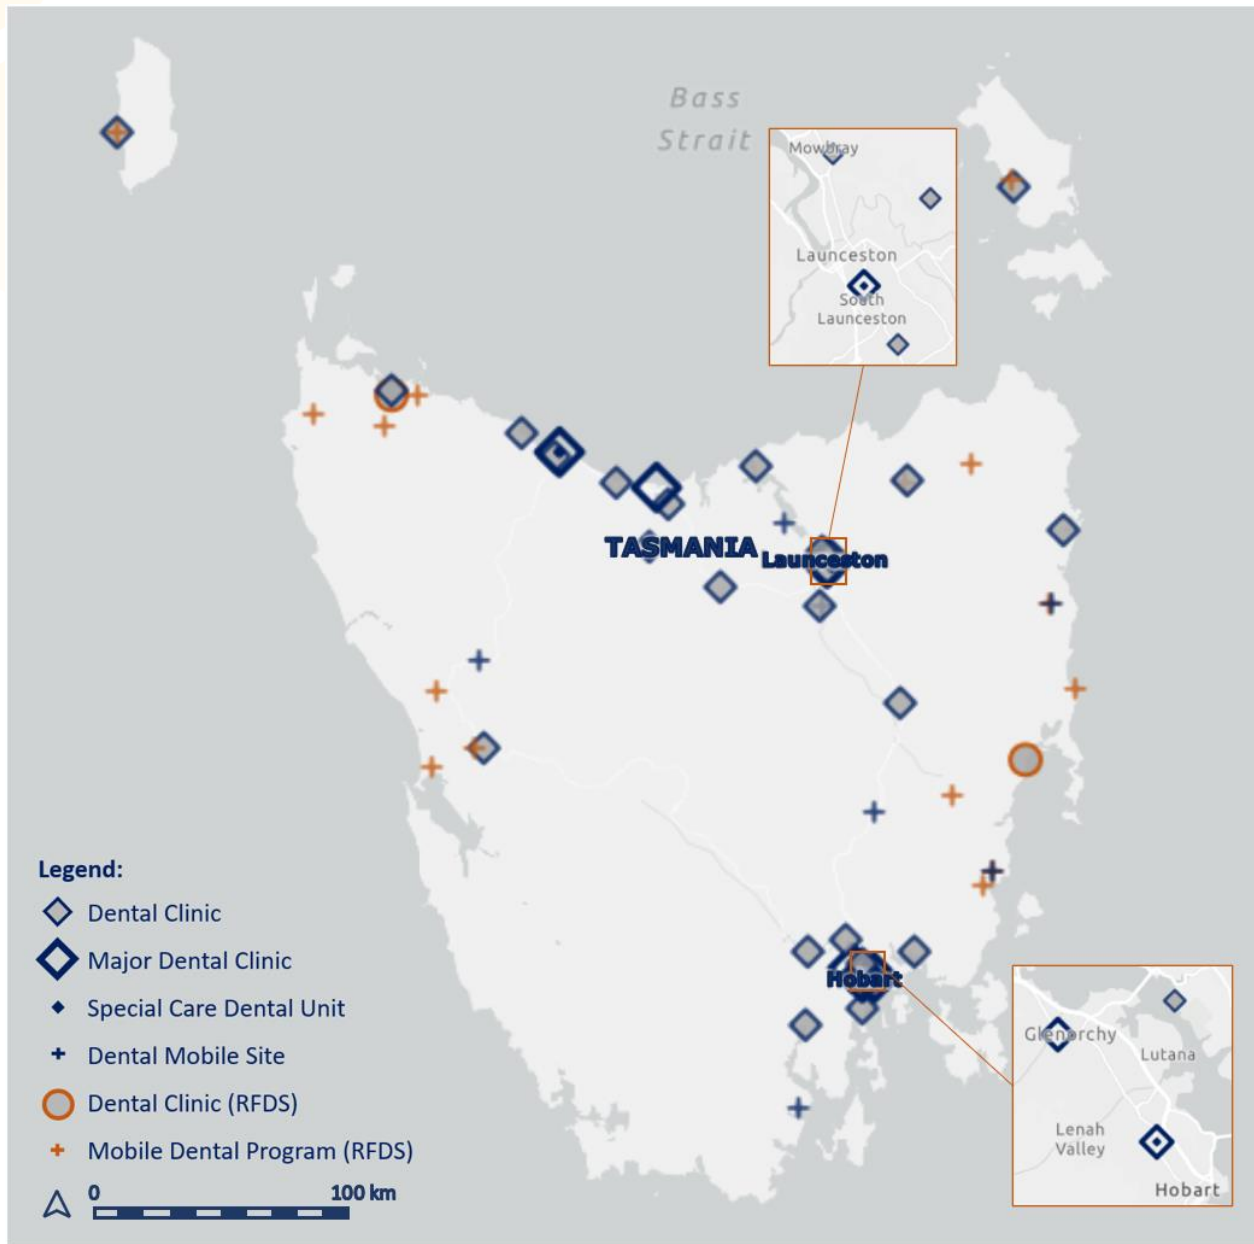 Bass
Strait
Mowbray
Launceston
South
Launceston
TASMANIA
Launceston
Hobart
Glenorchy
Lutana
Lenah
Valley
Hobart
Legend:
Dental Clinic
Major Dental Clinic
Special Care Dental Unit
Dental Mobile Site
Dental Clinic (RFDS)
Mobile Dental Program (RFDS)
0 100 km